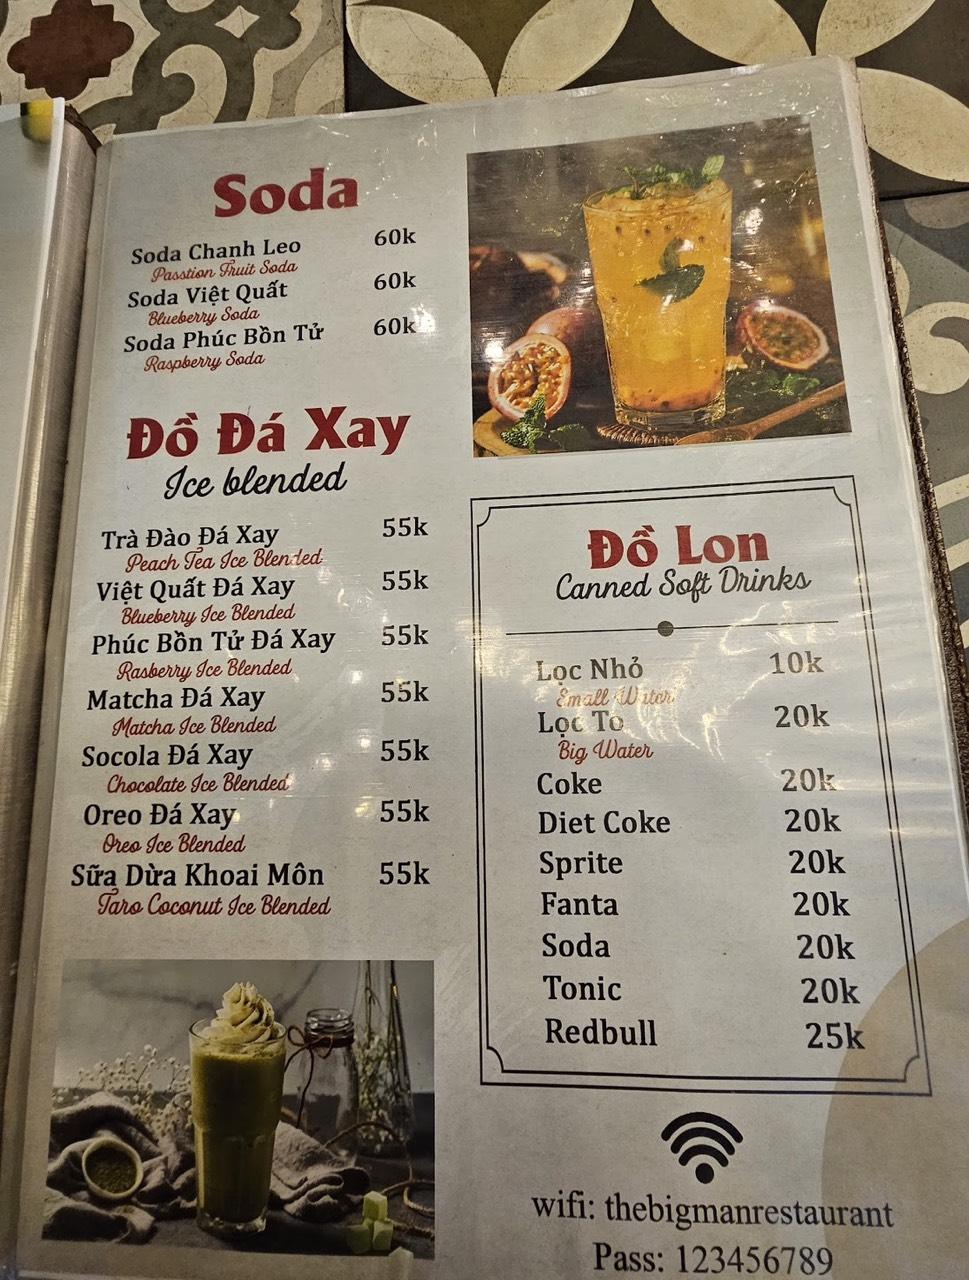 Soda
Soda Chanh Leo 60k
Passtion Fruit Soda
Soda Việt Quất 60k
Blueberry Soda
Soda Phúc Bồn Tử 60k
Raspberry Soda
Đồ Đá Xay
Ice blended
Trà Đào Đá Xay 55k
Peach Tea Ice Blended
Việt Quất Đá Xay 55k
Blueberry Ice Blended
Phúc Bồn Tử Đá Xay 55k
Rasberry Ice Blended
Matcha Đá Xay 55k
Matcha Ice Blended
Socola Đá Xay 55k
Chocolate Ice Blended
Oreo Đá Xay 55k
Oreo Ice Blended
Sữa Dừa Khoai Môn 55k
Taro Coconut Ice Blended
Đồ Lon
Canned Soft Drinks
Lọc Nhỏ 10k
Small Water
Lọc To 20k
Big Water
Coke 20k
Diet Coke 20k
Sprite 20k
Fanta 20k
Soda 20k
Tonic 20k
Redbull 25k
wifi: thebigmanrestaurant
Pass: 123456789